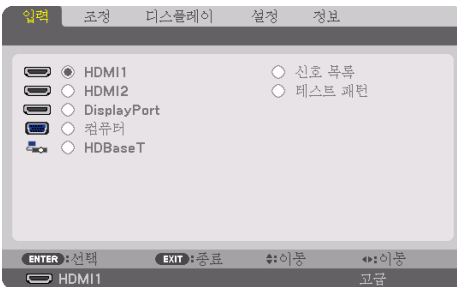 입력 조정 디스플레이 설정 정보
HDMI1 신호 목록
HDMI2 테스트 패턴
DisplayPort
컴퓨터
HDBaseT
ENTER :선택 EXIT :종료 :이동 :이동
HDMI1 고급